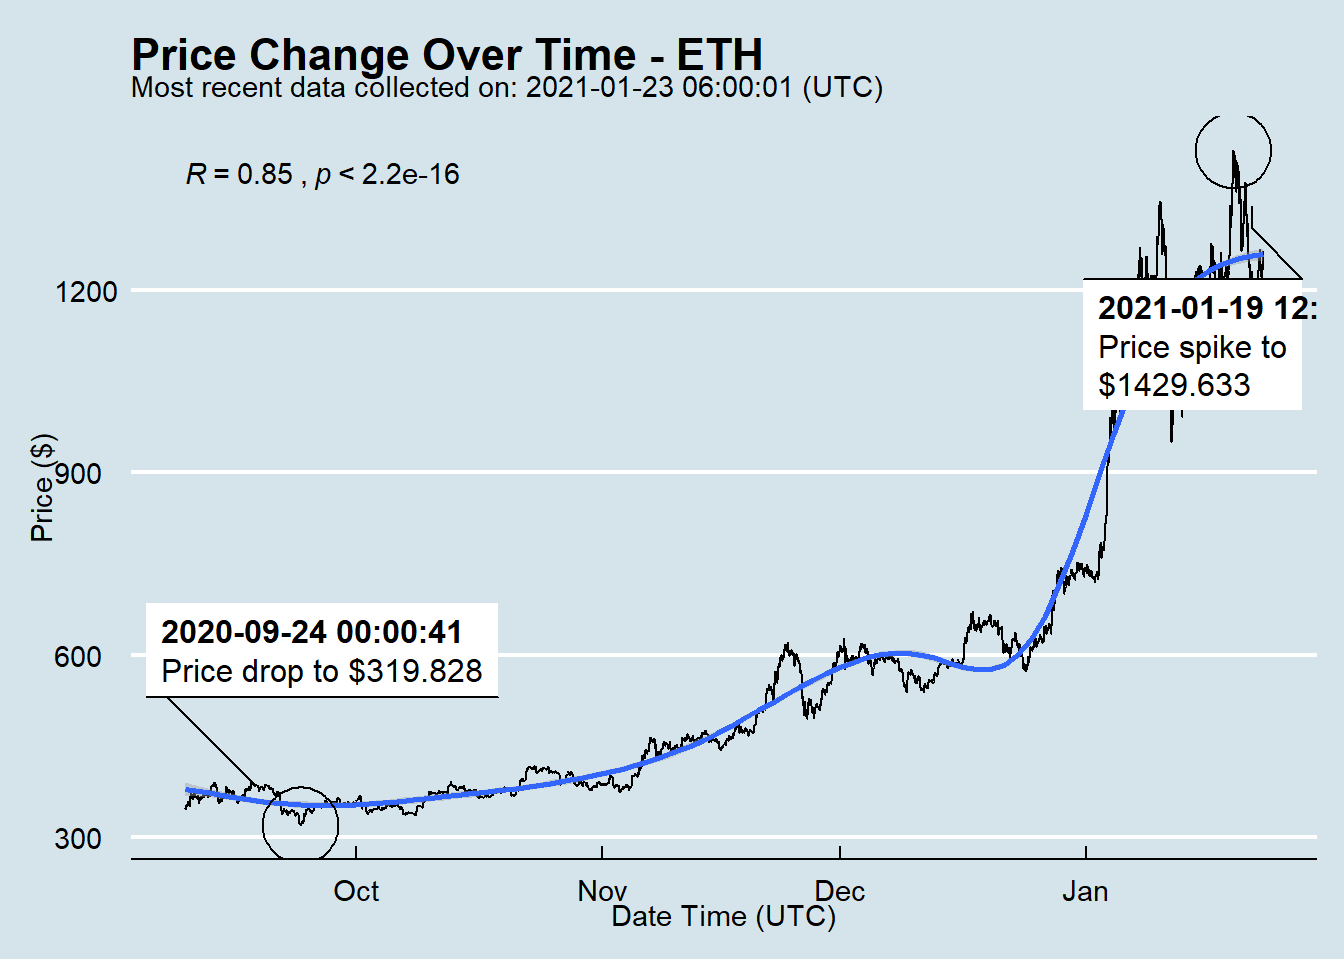 Price Change Over Time - ETH
Most recent data collected on: 2021-01-23 06:00:01 (UTC)
R = 0.85 , p < 2.2e-16
1200
2021-01-19 12:
Price spike to
$1429.633
Price ($)
900
2020-09-24 00:00:41
Price drop to $319.828
600
300
Oct
Nov
Dec
Jan
Date Time (UTC)